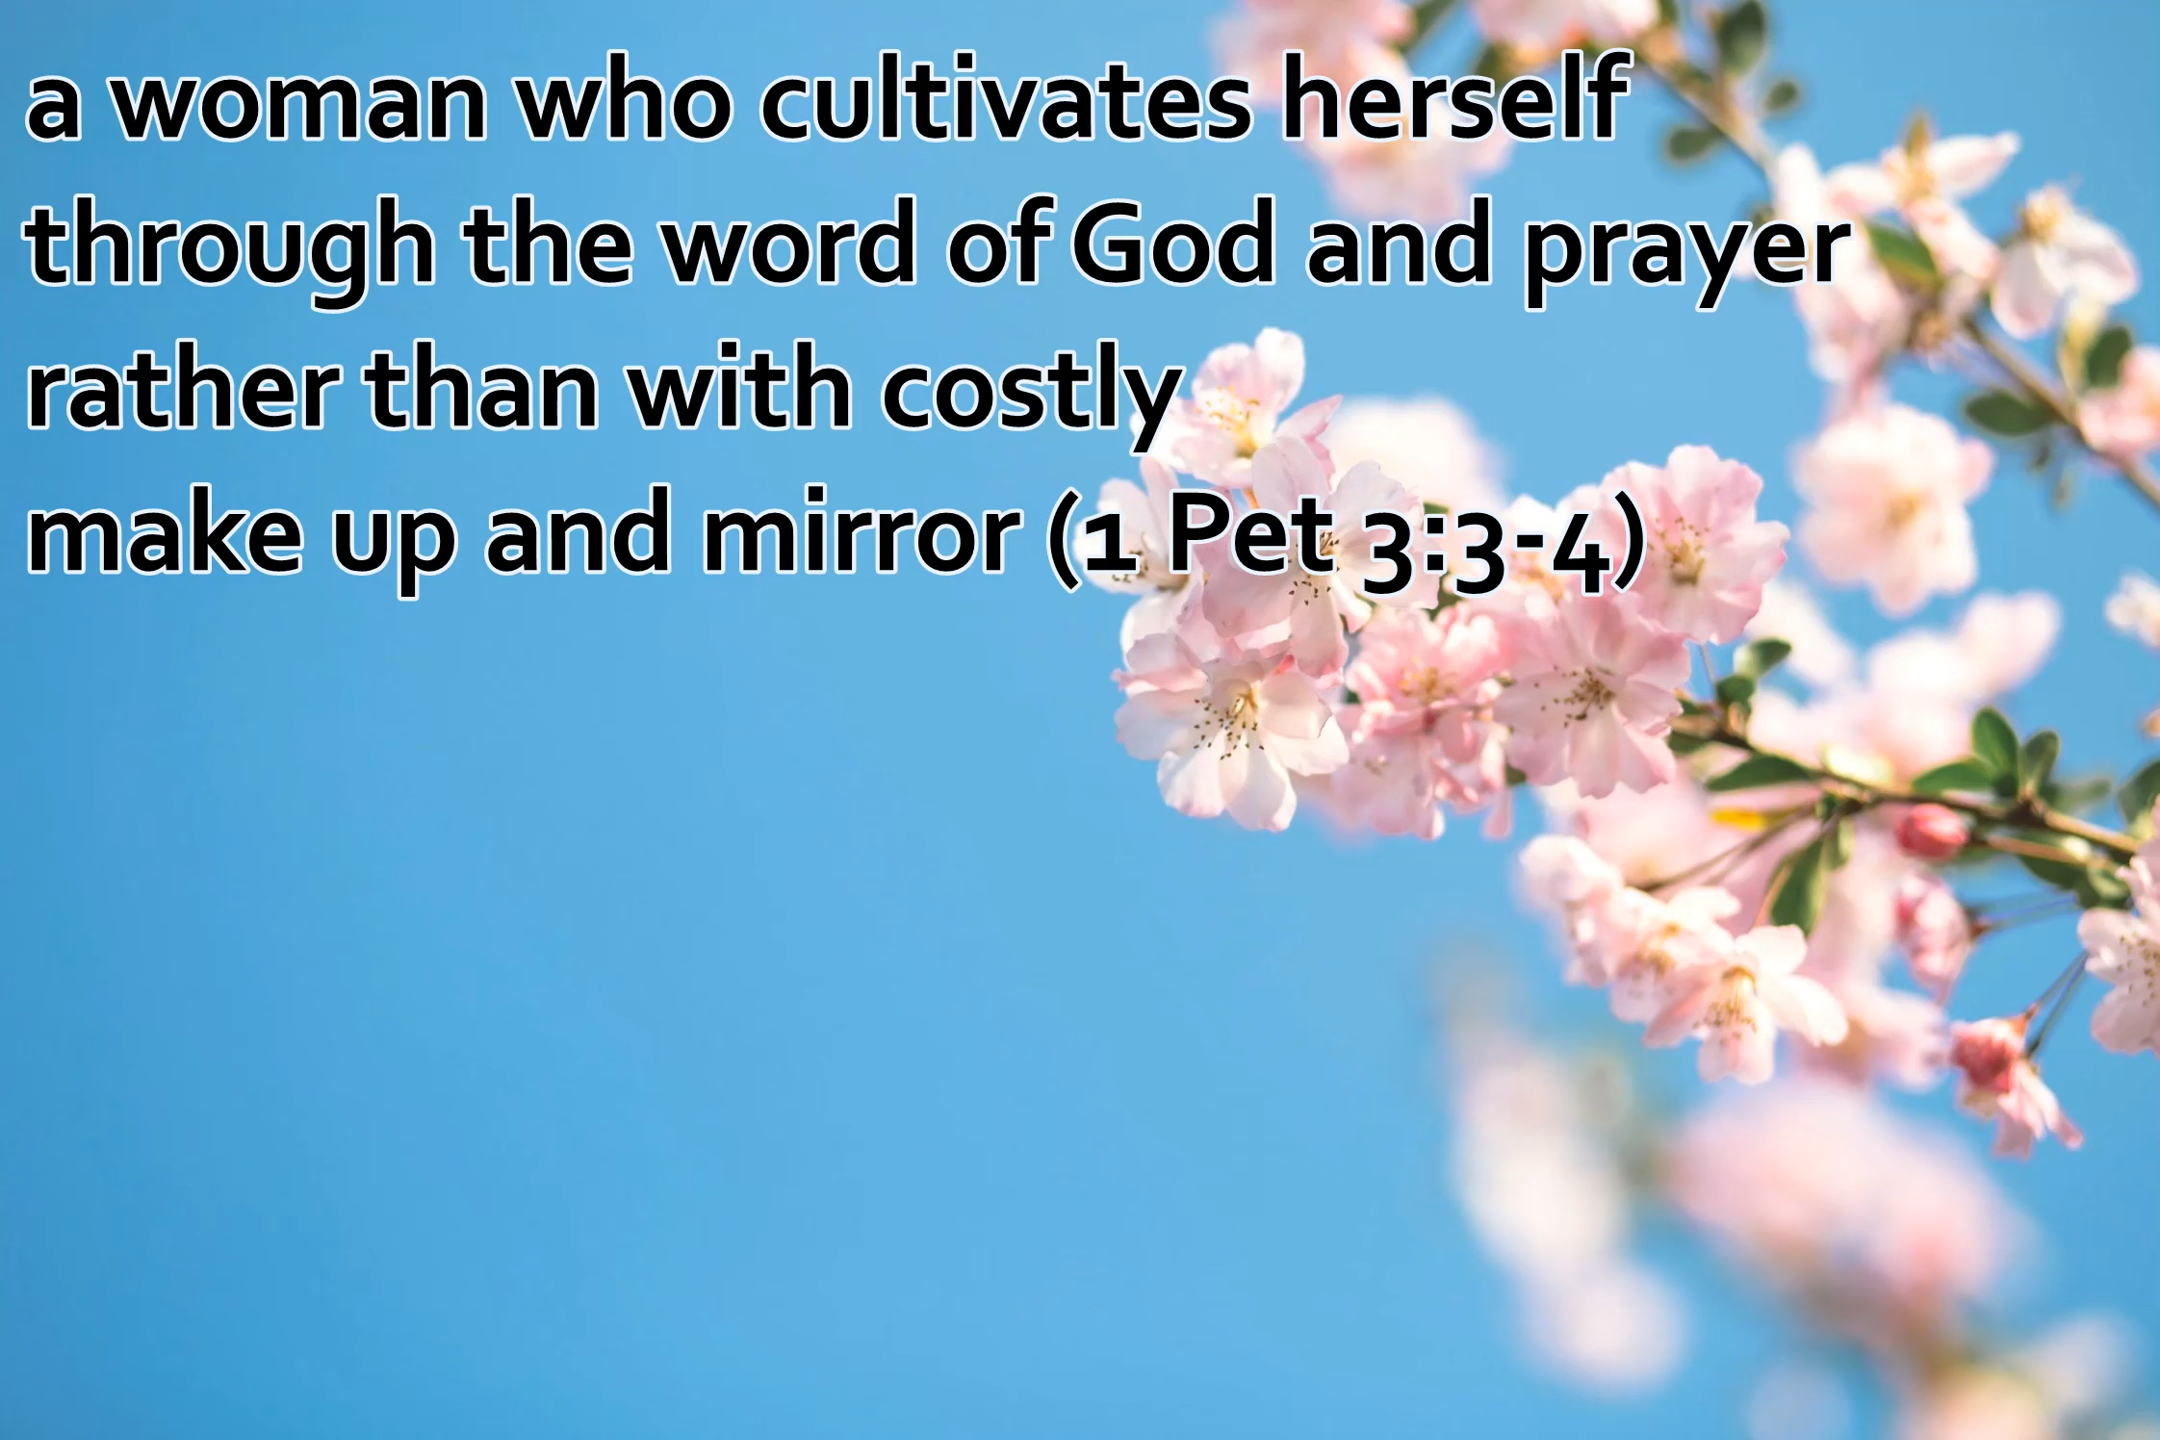 a woman who cultivates herself
through the word of God and prayer
rather than with costly
make up and mirror (1 Pet 3:3-4)